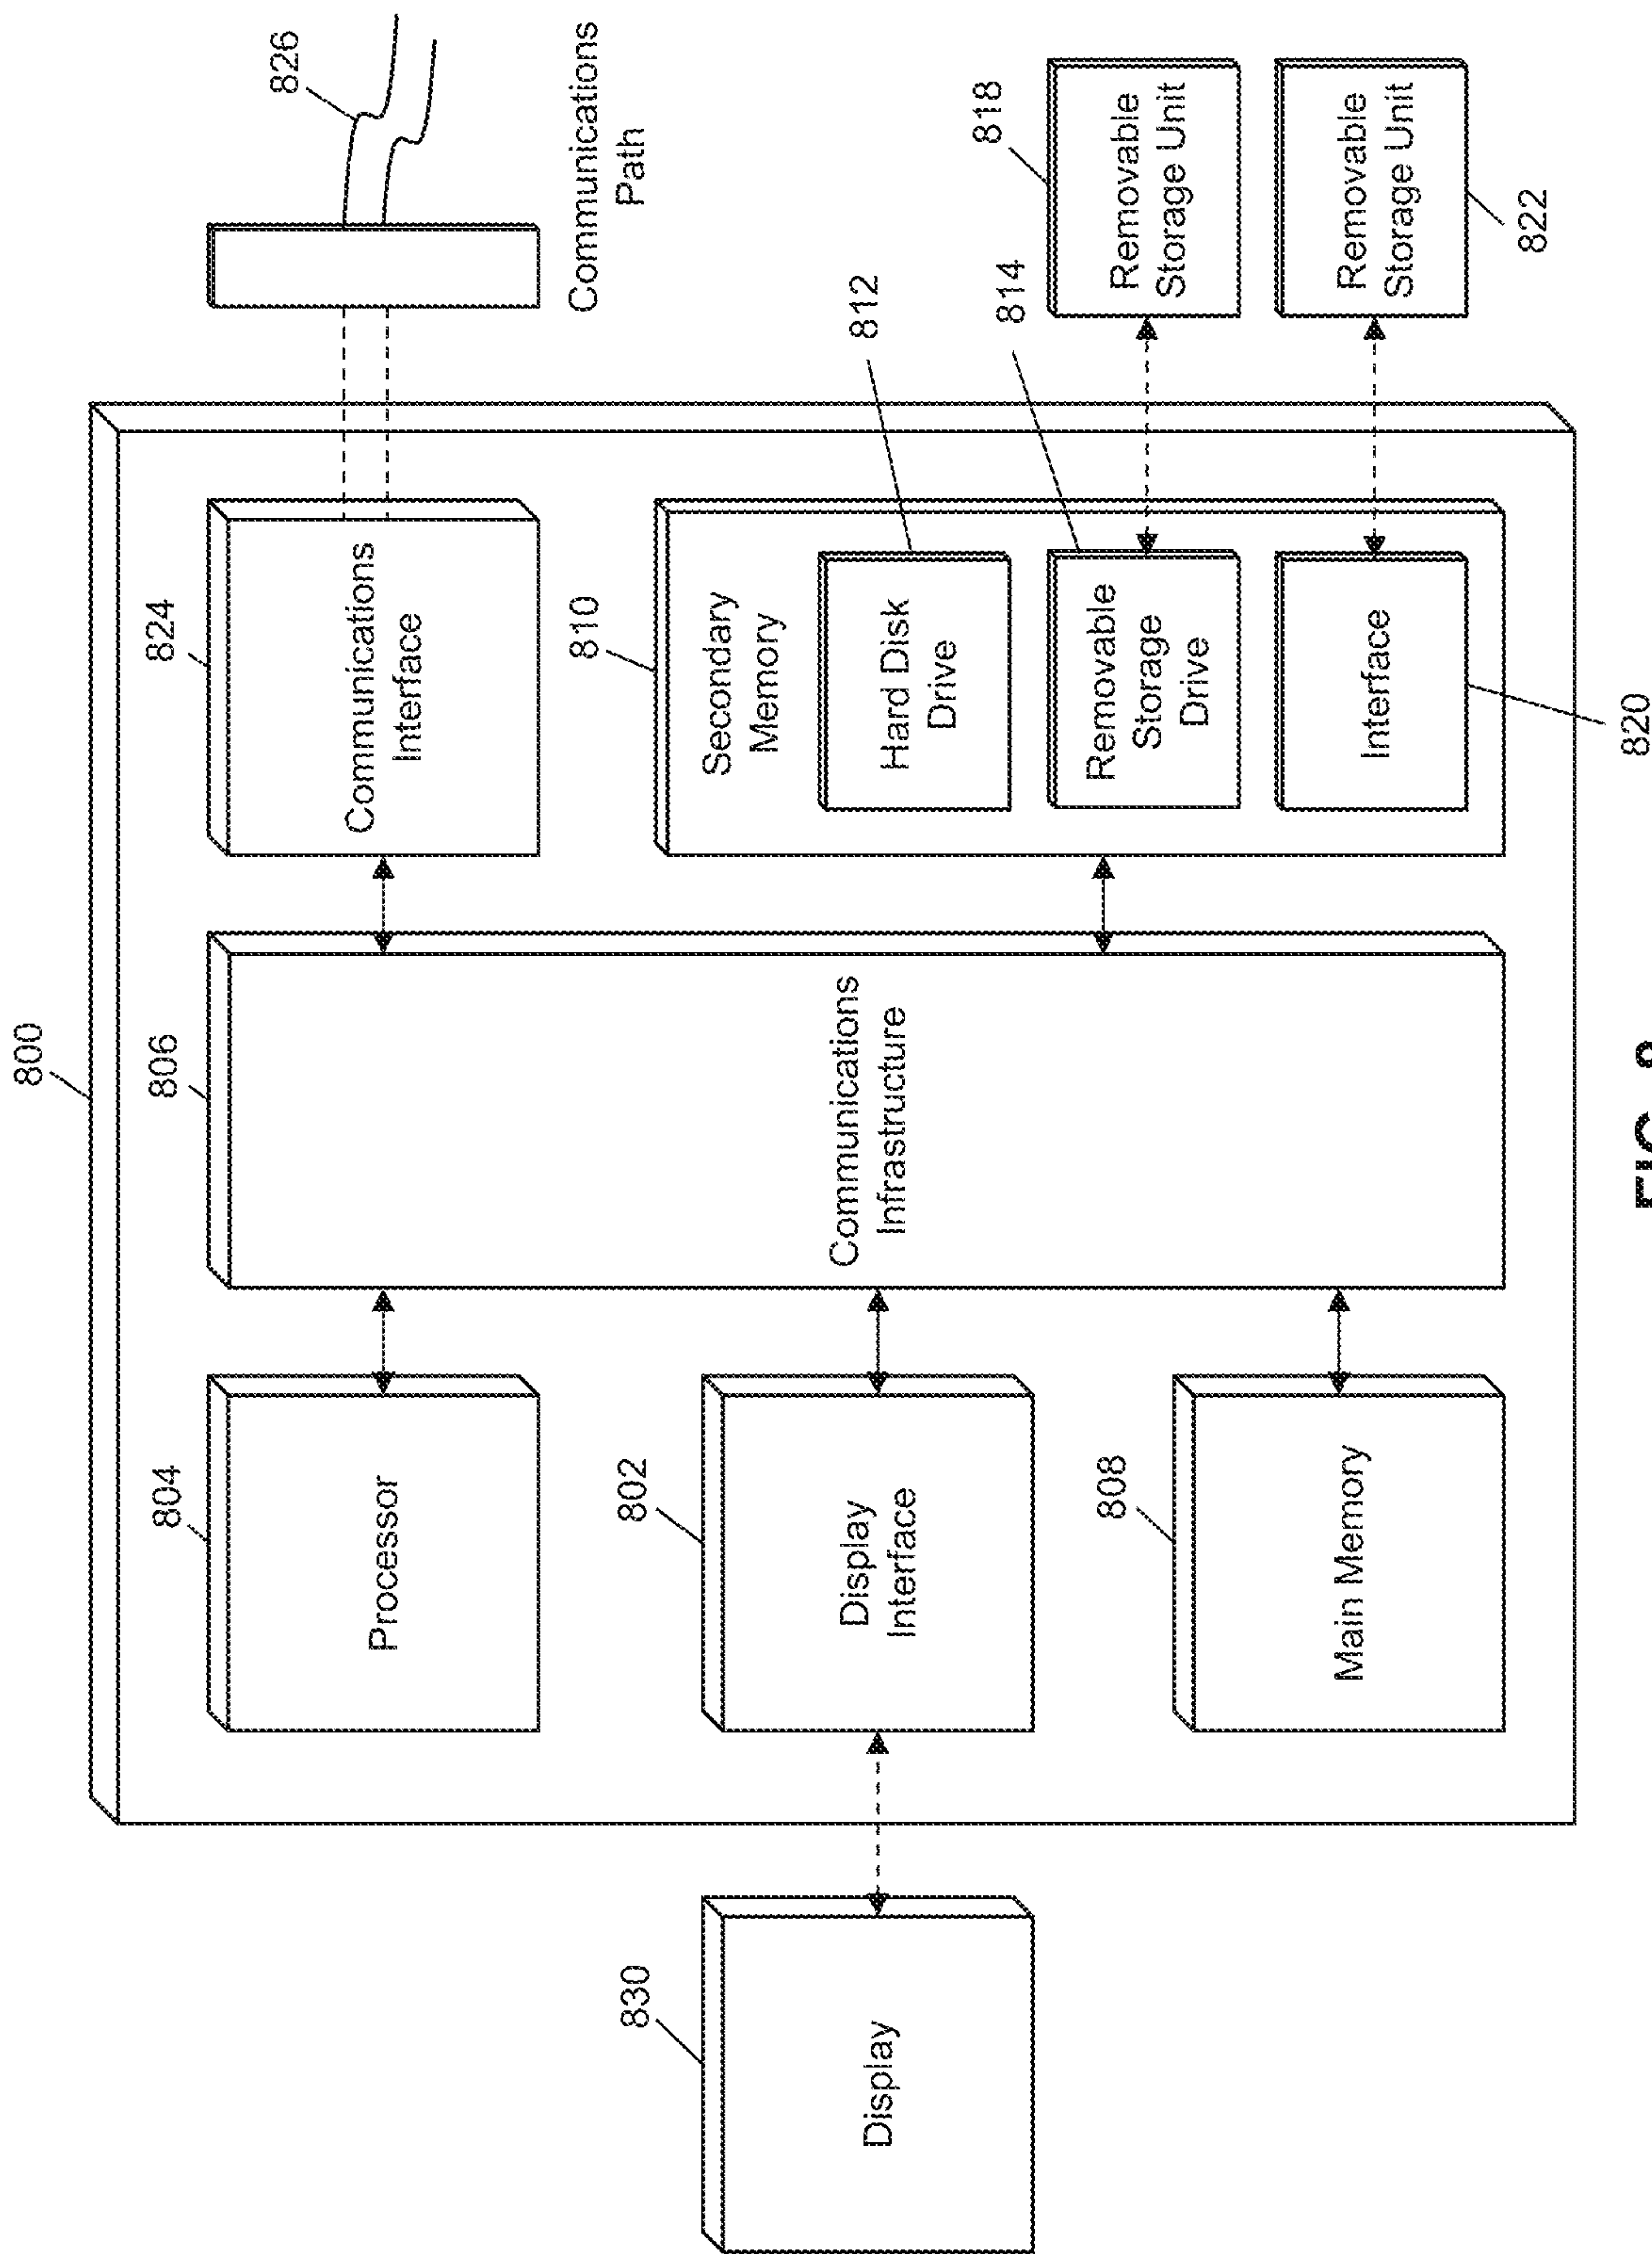 800
804
Processor
806
824
Communications
Interface
826
Communications
Path
830
Display
802
Display
Interface
Communications
Infrastructure
810
Secondary
Memory
812
Hard Disk
Drive
808
Main Memory
814
Removable
Storage
Drive
818
Removable
Storage Unit
Interface
820
Removable
Storage Unit
822
FIG. 8